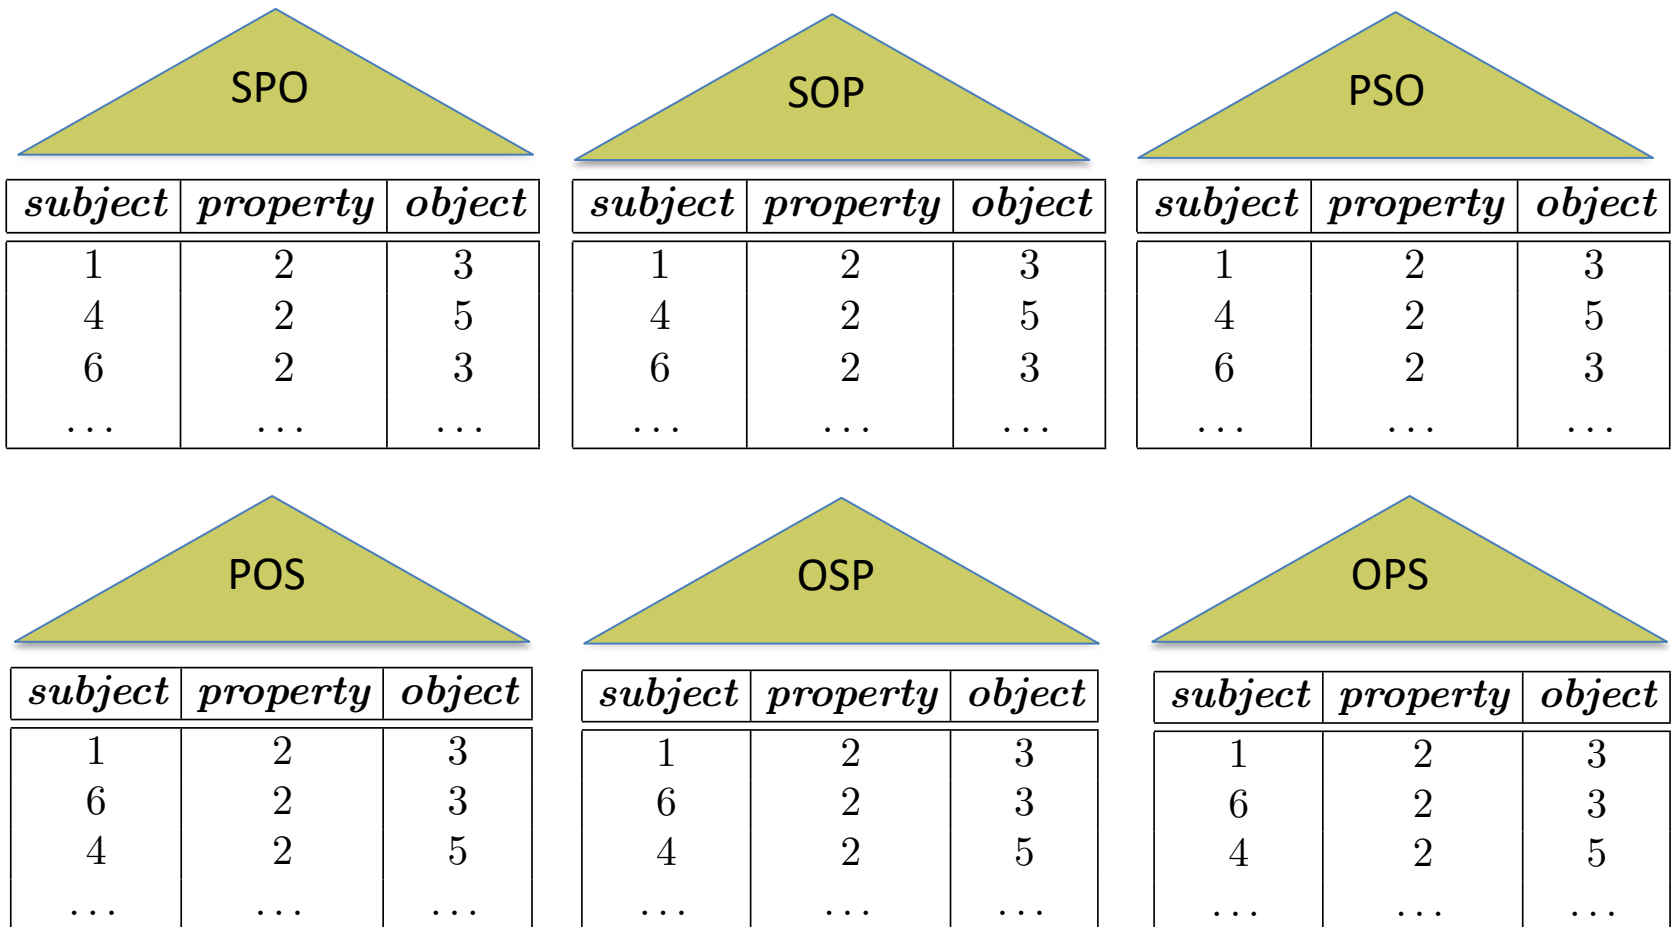 SPO SOP PSO
subject property object subject property object subject property object
1 2 3 1 2 3 1 2 3
4 2 5 4 2 5 4 2 5
6 2 3 6 2 3 6 2 3
... ... ... ... ... ... ... ... ...
POS OSP OPS
subject property object subject property object subject property object
1 2 3 1 2 3 1 2 3
6 2 3 6 2 3 6 2 3
4 2 5 4 2 5 4 2 5
... ... ... ... ... ... ... ... ...